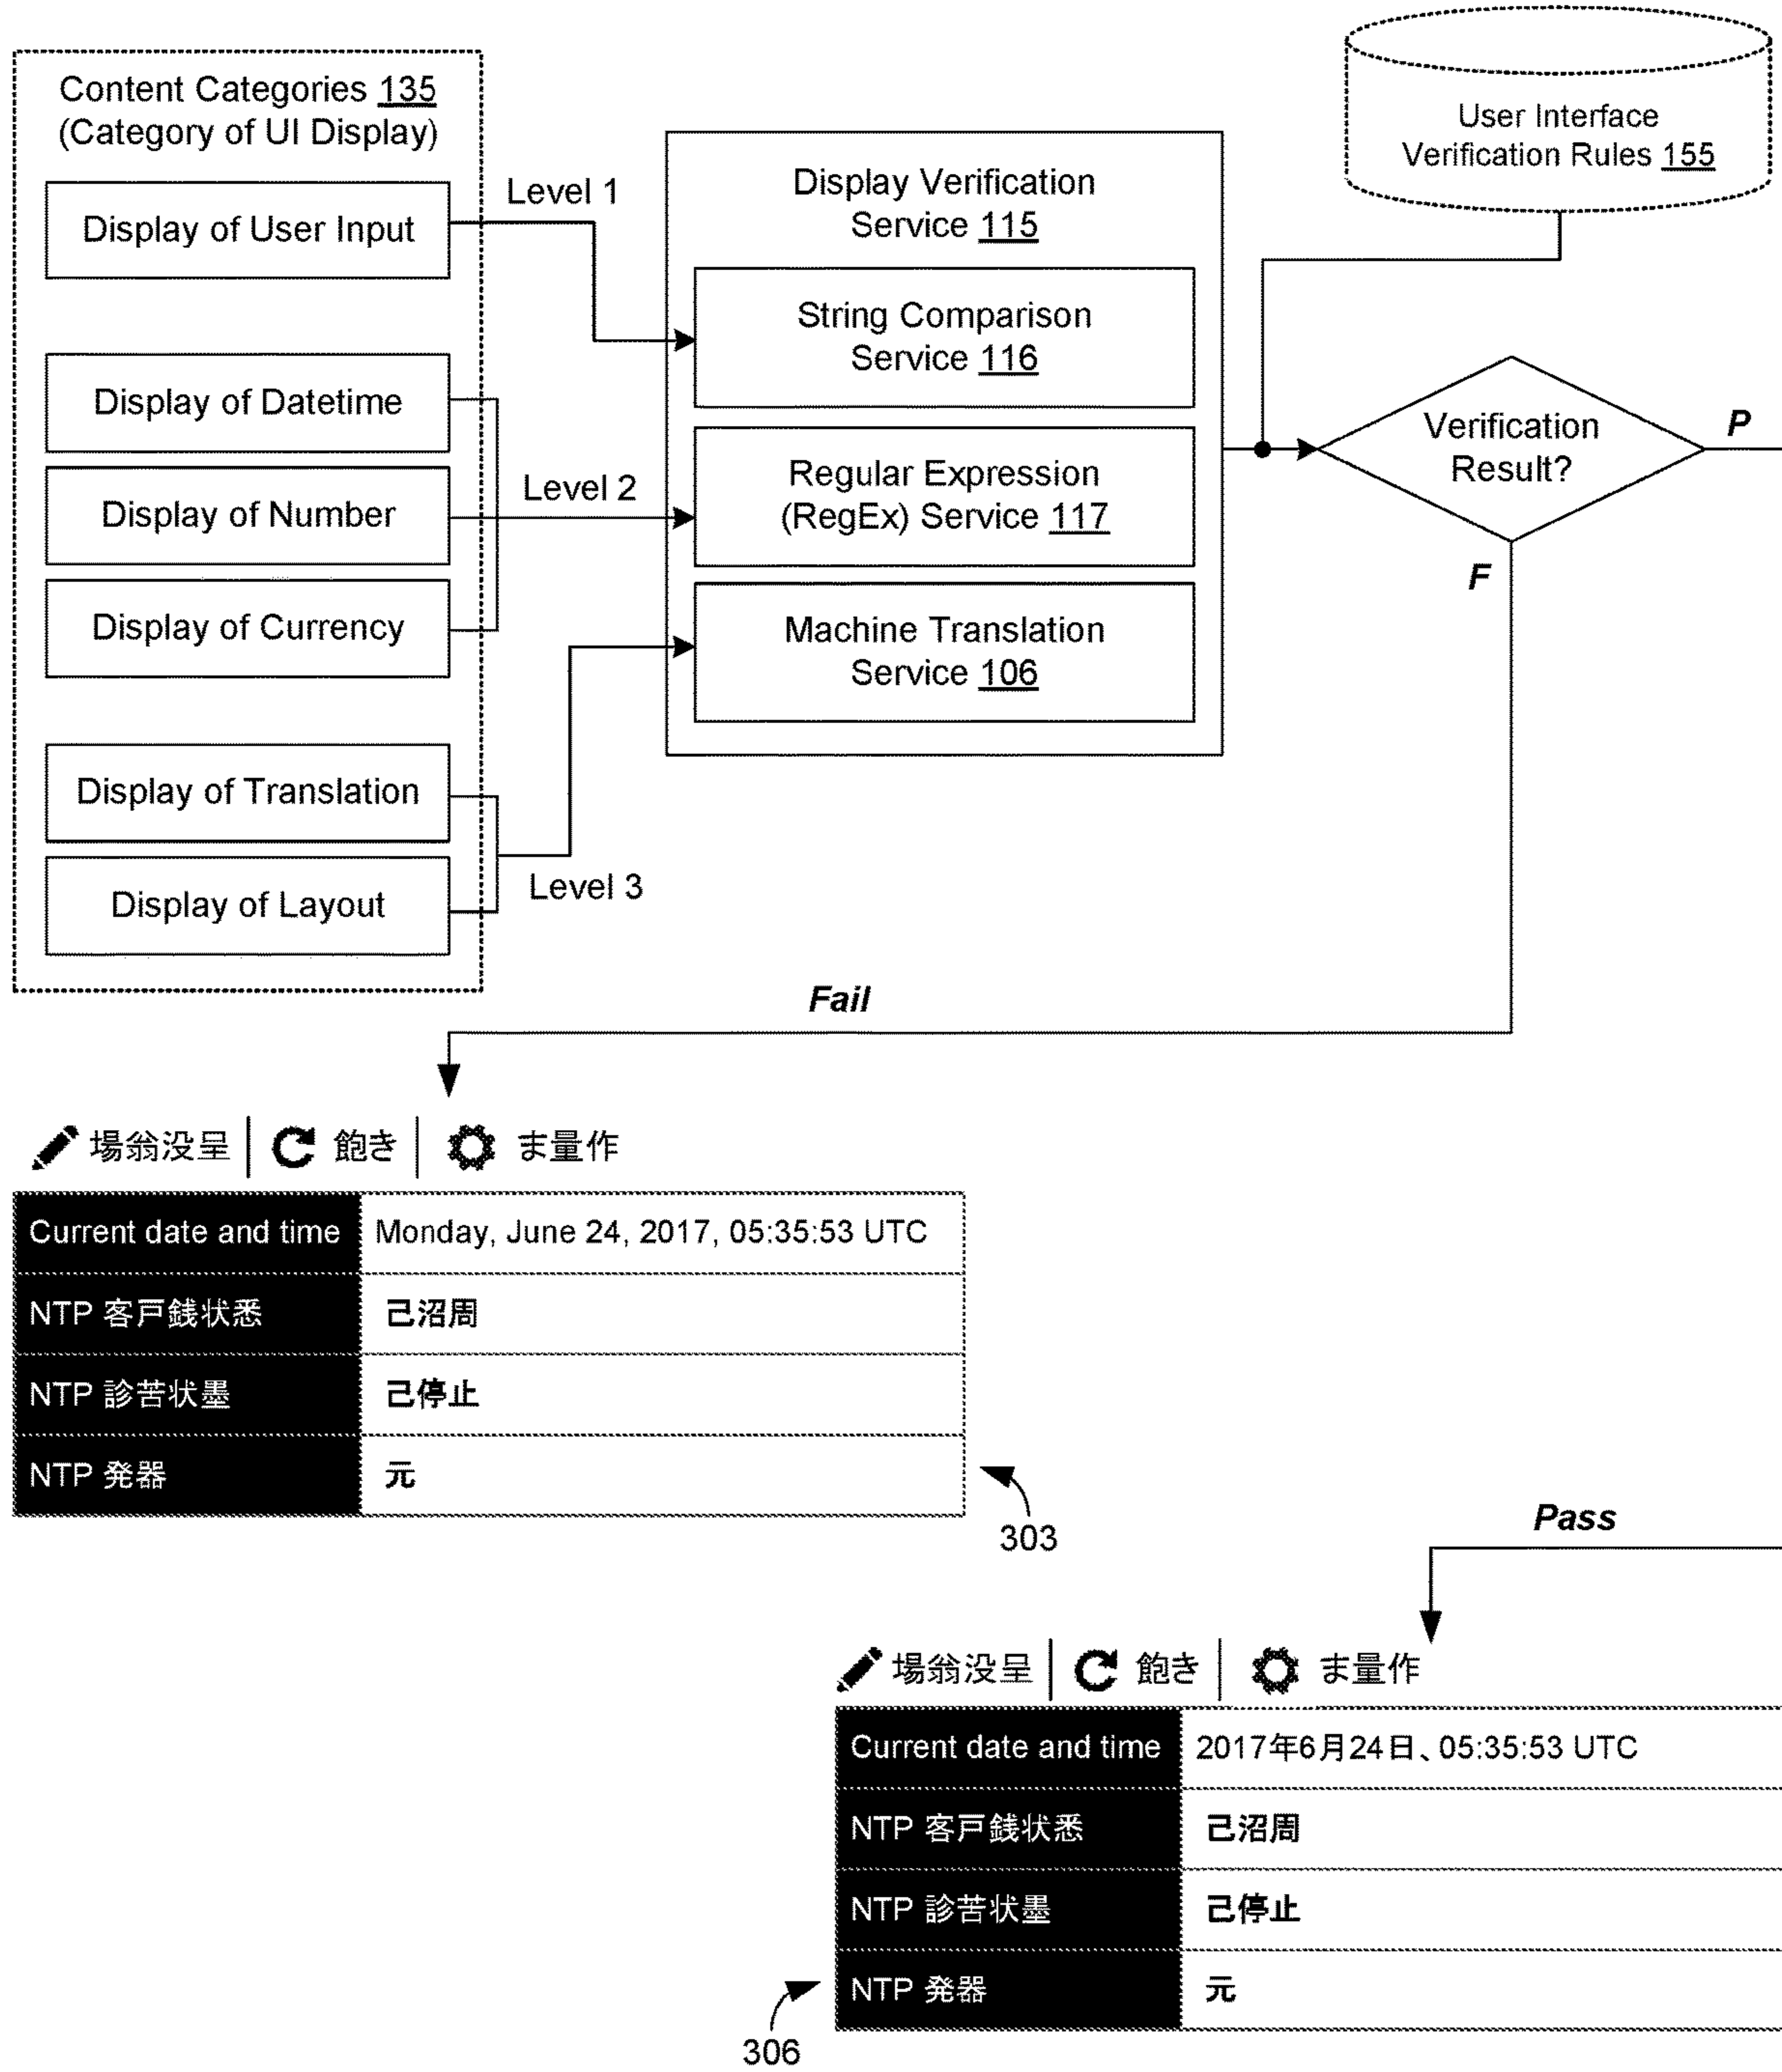 Content Categories 135
(Category of UI Display)
Display of User Input
Display of Datetime
Display of Number
Display of Currency
Display of Translation
Display of Layout
Level 1
Level 2
Level 3
Display Verification
Service 115
String Comparison
Service 116
Regular Expression
(RegEx) Service 117
Machine Translation
Service 106
User Interface
Verification Rules 155
Verification
Result?
P
F
Fail
場翁没呈 飽き ま量作
Current date and time Monday, June 24, 2017, 05:35:53 UTC
NTP 客戸銭状悉 己沼周
NTP 診苦状墨 己停止
NTP 発器 元
303
Pass
場翁没呈 飽き ま量作
Current date and time 2017年6月24日、05:35:53 UTC
NTP 客戸銭状悉 己沼周
NTP 診苦状墨 己停止
NTP 発器 元
306